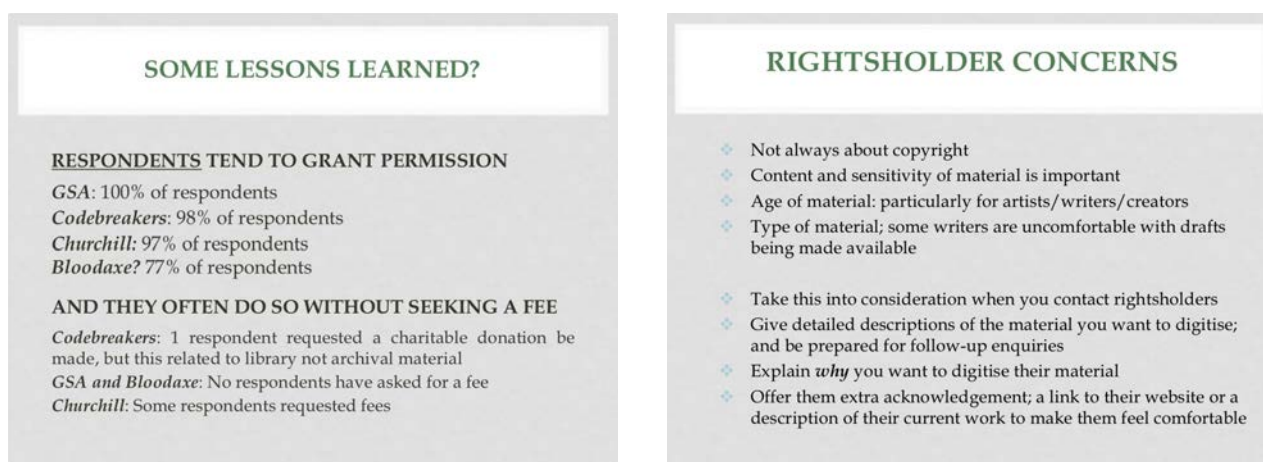 SOME LESSONS LEARNED?
RESPONDENTS TEND TO GRANT PERMISSION
GSA: 100% of respondents
Codebreakers: 98% of respondents
Churchill: 97% of respondents
Bloodaxe? 77% of respondents
AND THEY OFTEN DO SO WITHOUT SEEKING A FEE
Codebreakers: 1 respondent requested a charitable donation be
made, but this related to library not archival material
GSA and Bloodaxe: No respondents have asked for a fee
Churchill: Some respondents requested fees
RIGHTSHOLDER CONCERNS
Not always about copyright
Content and sensitivity of material is important
Age of material: particularly for artists/writers/creators
Type of material; some writers are uncomfortable with drafts
being made available
Take this into consideration when you contact rightsholders
Give detailed descriptions of the material you want to digitise;
and be prepared for follow-up enquiries
Explain why you want to digitise their material
Offer them extra acknowledgement; a link to their website or a
description of their current work to make them feel comfortable